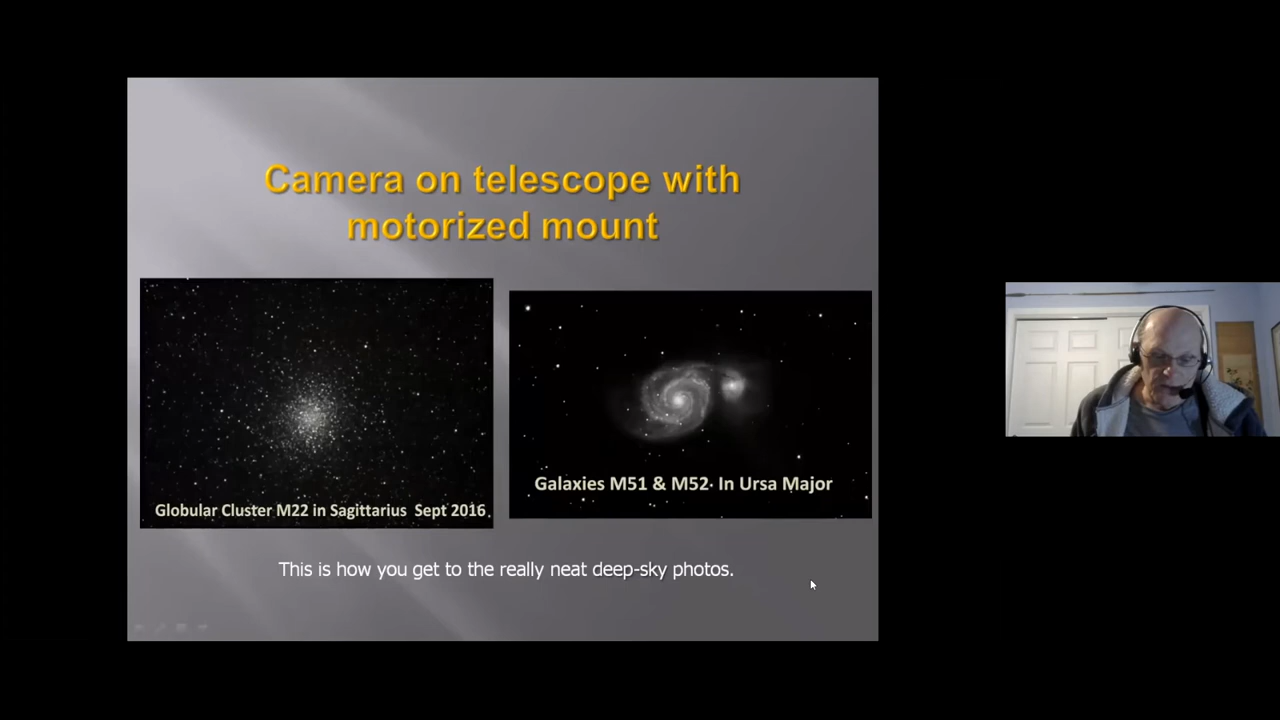 Camera on telescope with
motorized mount
Globular Cluster M22 in Sagittarius Sept 2016
Galaxies M51 & M52. In Ursa Major
This is how you get to the really neat deep-sky photos.